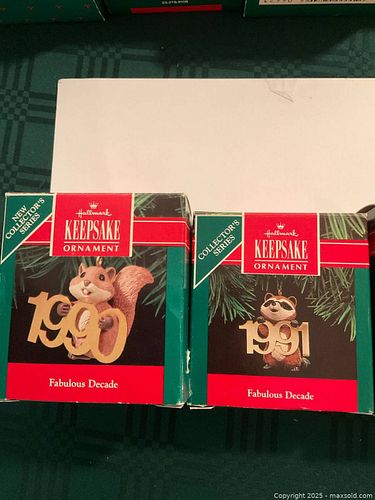 NEW
COLLECTOR'S
SERIES
Hallmark
KEEPSAKE
ORNAMENT
1990
Fabulous Decade
COLLECTOR'S
SERIES
Hallmark
KEEPSAKE
ORNAMENT
1991
Fabulous Decade
Copyright © 2025 - maxsold.com